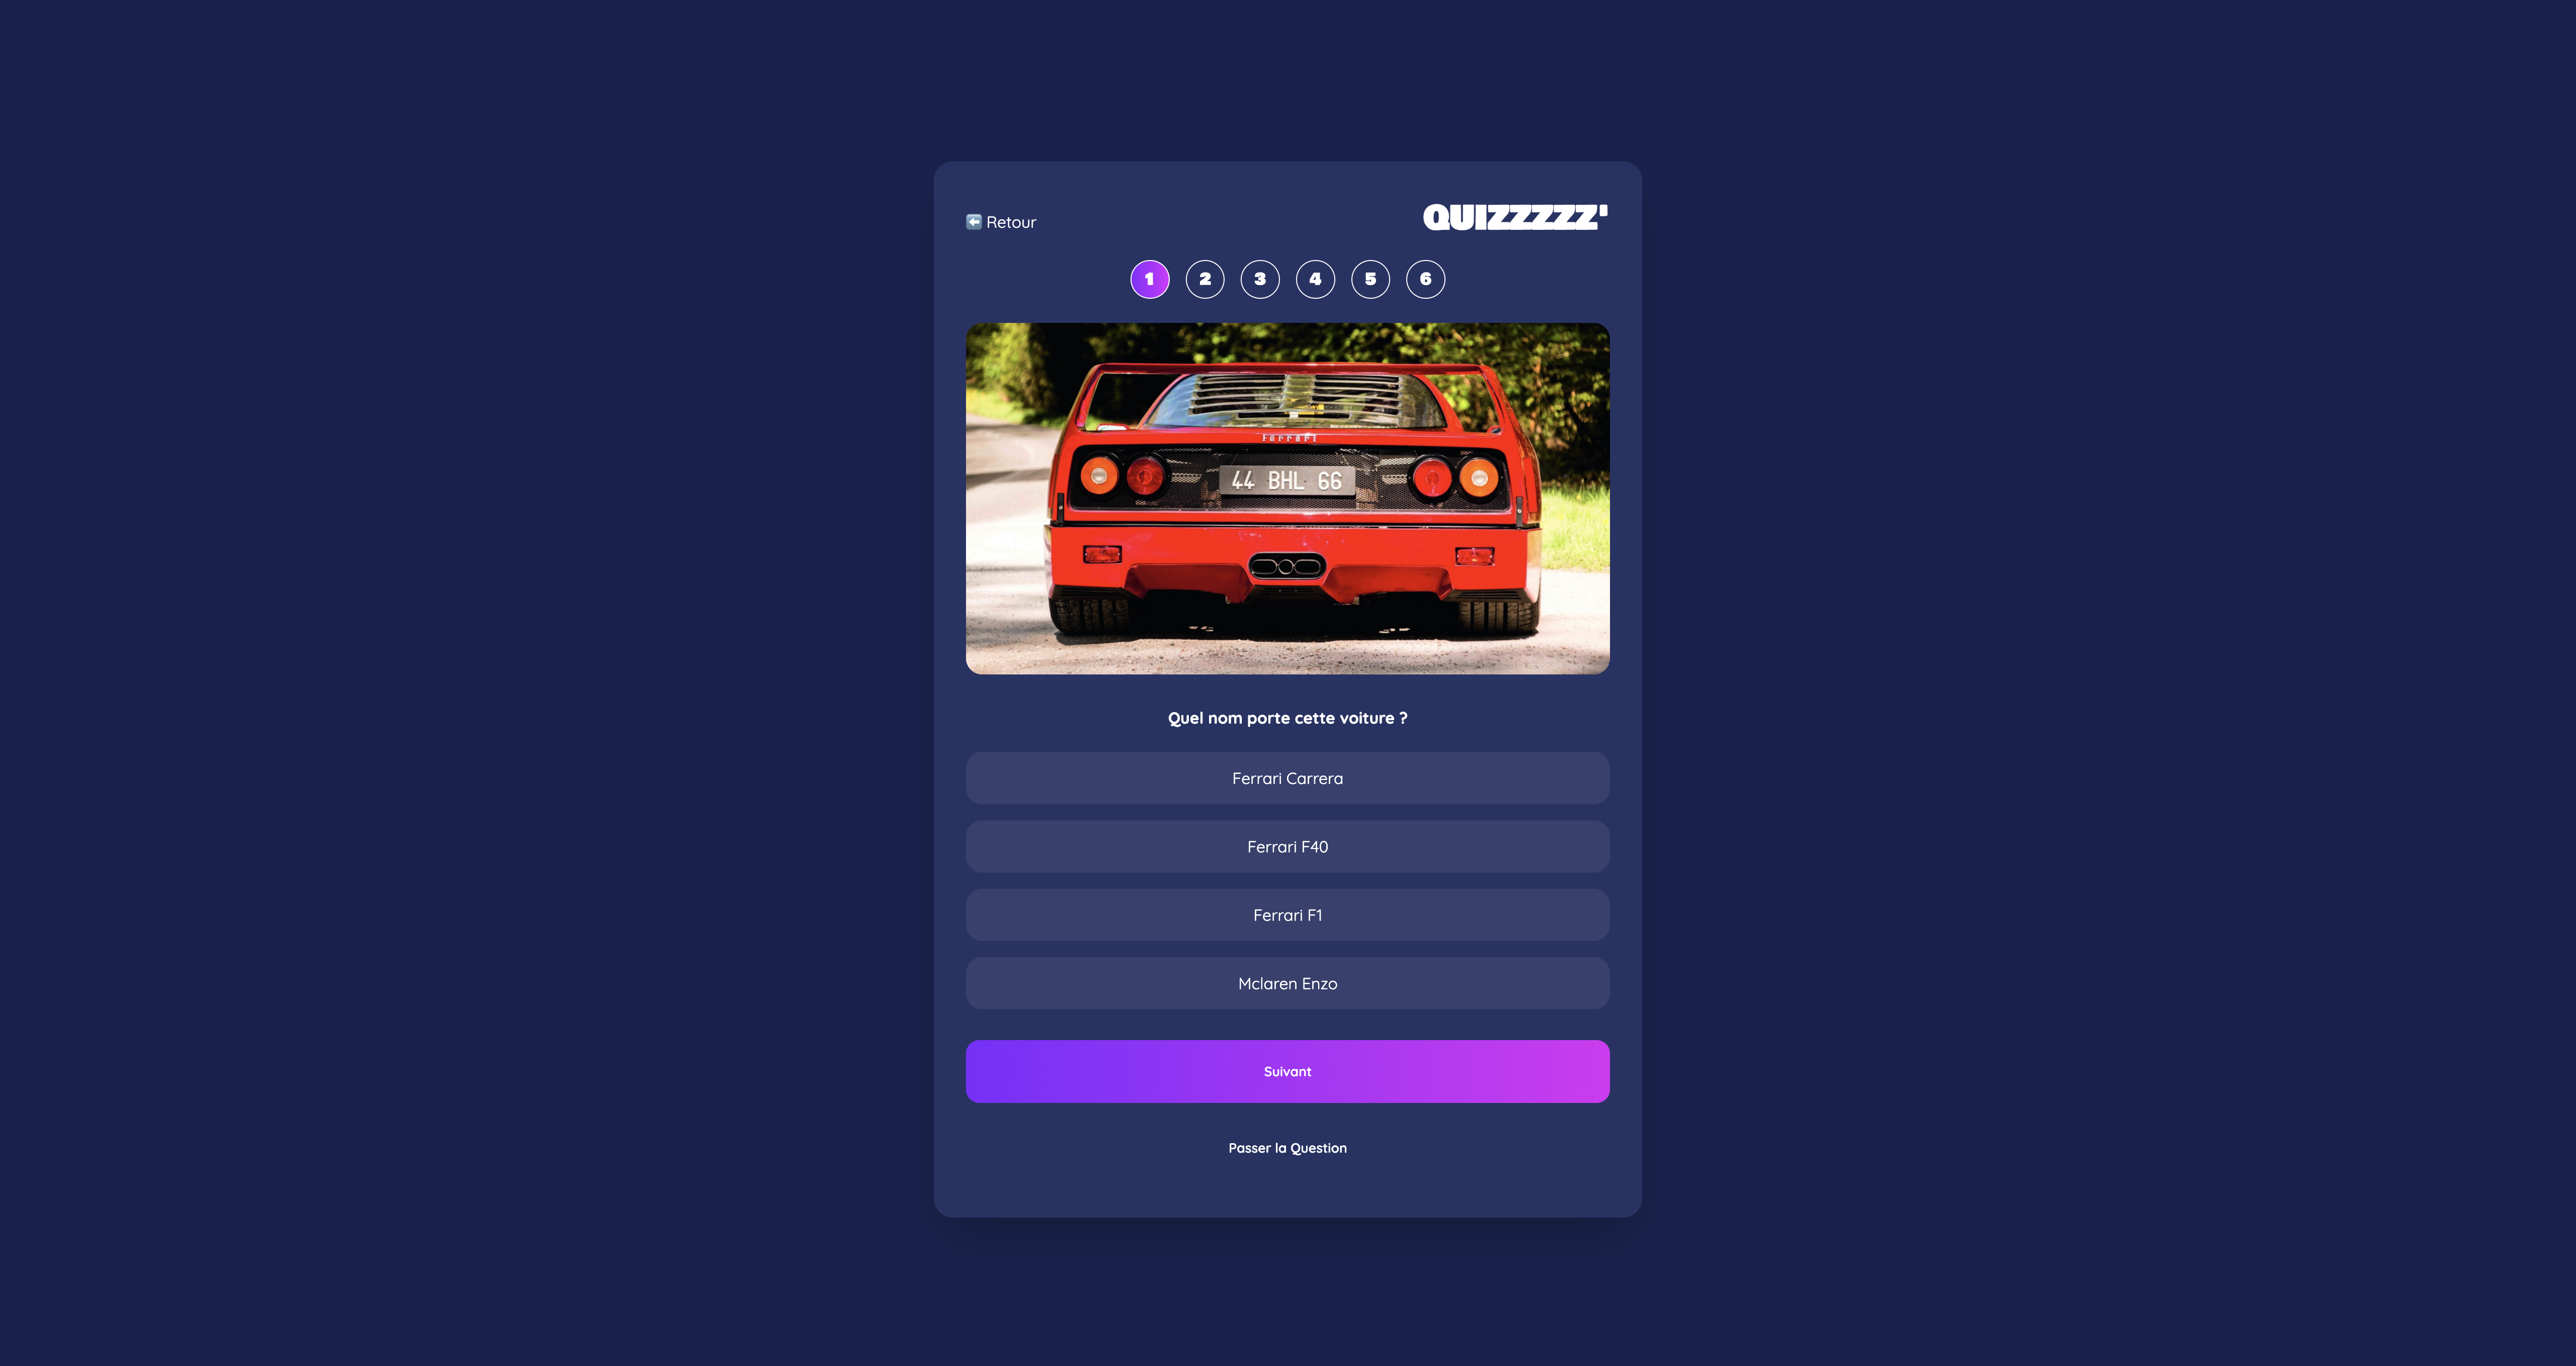 Retour
QUIZZZZZ'
1 2 3 4 5 6
Ferrari
44 BHL 66
Quel nom porte cette voiture ?
Ferrari Carrera
Ferrari F40
Ferrari F1
Mclaren Enzo
Suivant
Passer la Question